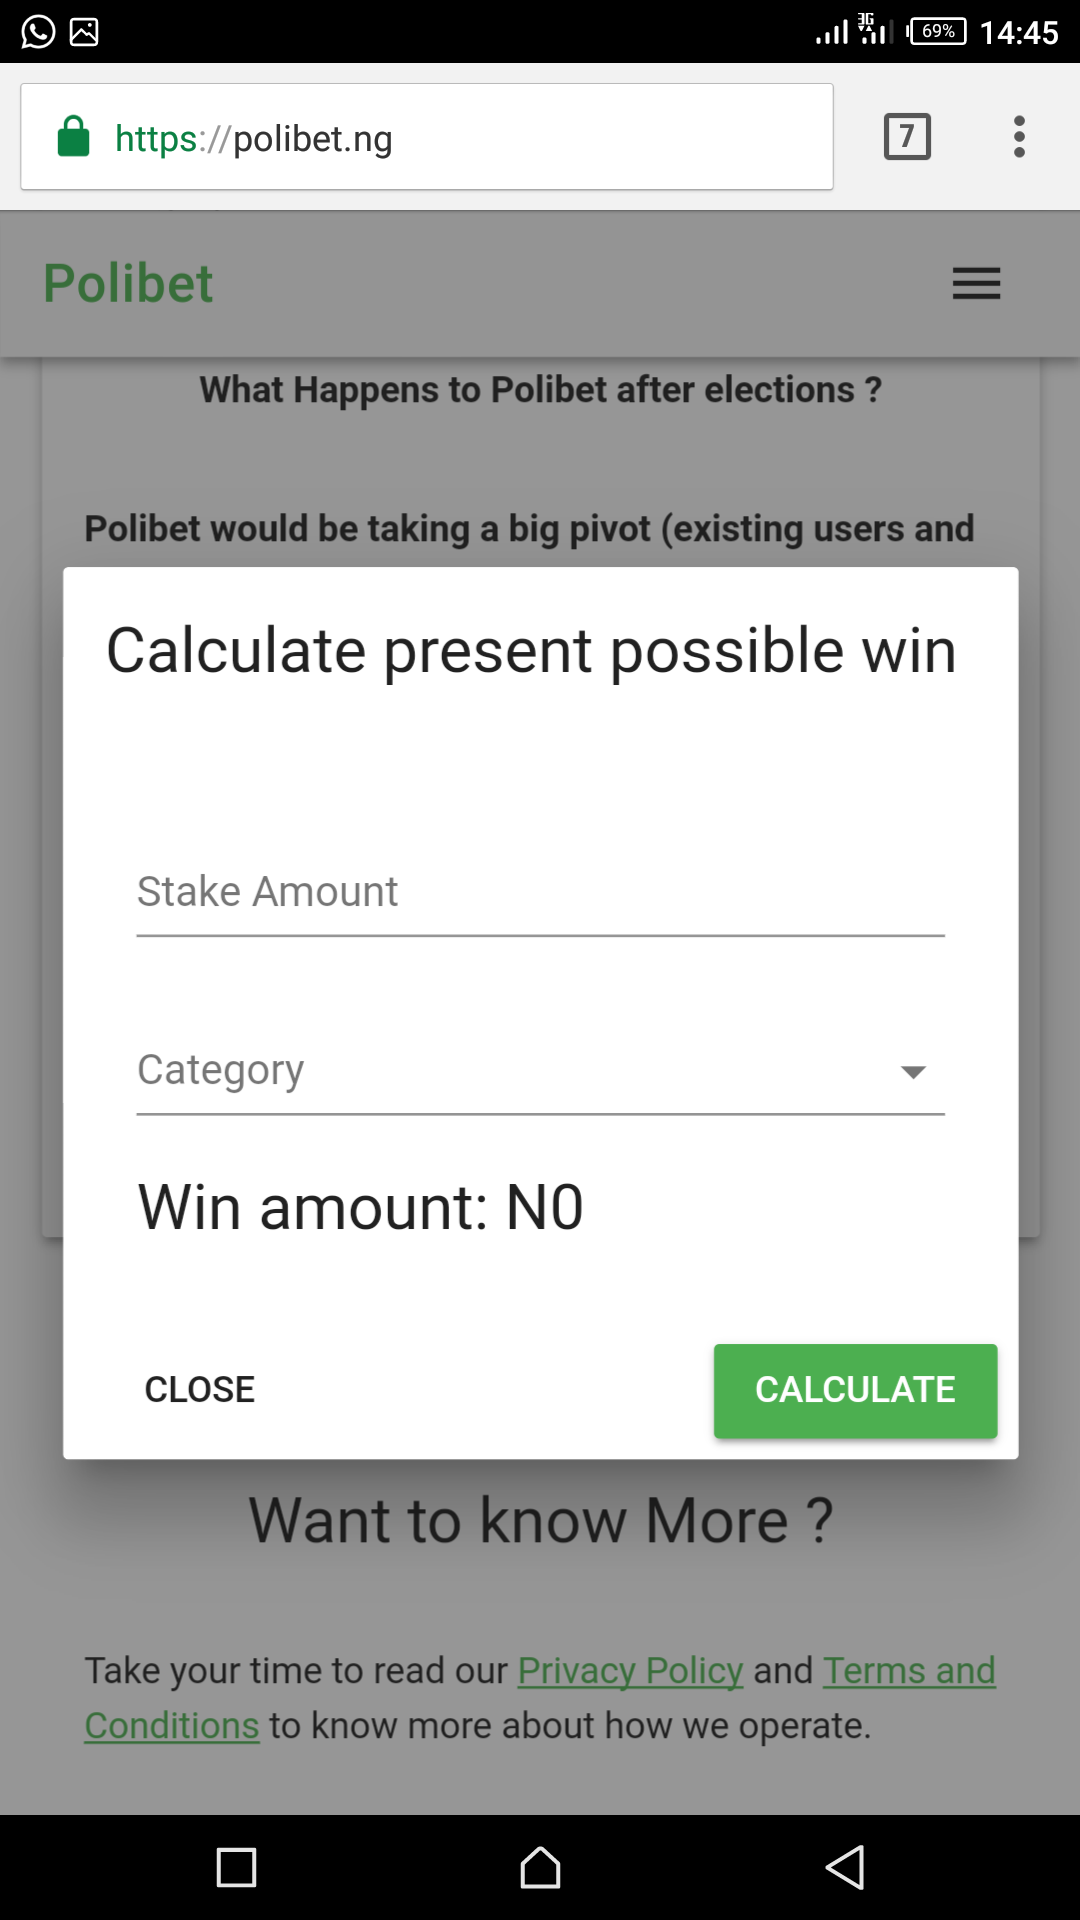 3G
69%
14:45
https://polibet.ng
7
Polibet
What Happens to Polibet after elections ?
Polibet would be taking a big pivot (existing users and
Calculate present possible win
Stake Amount
Category
Win amount: N0
CLOSE
CALCULATE
Want to know More ?
Take your time to read our Privacy Policy and Terms and
Conditions to know more about how we operate.